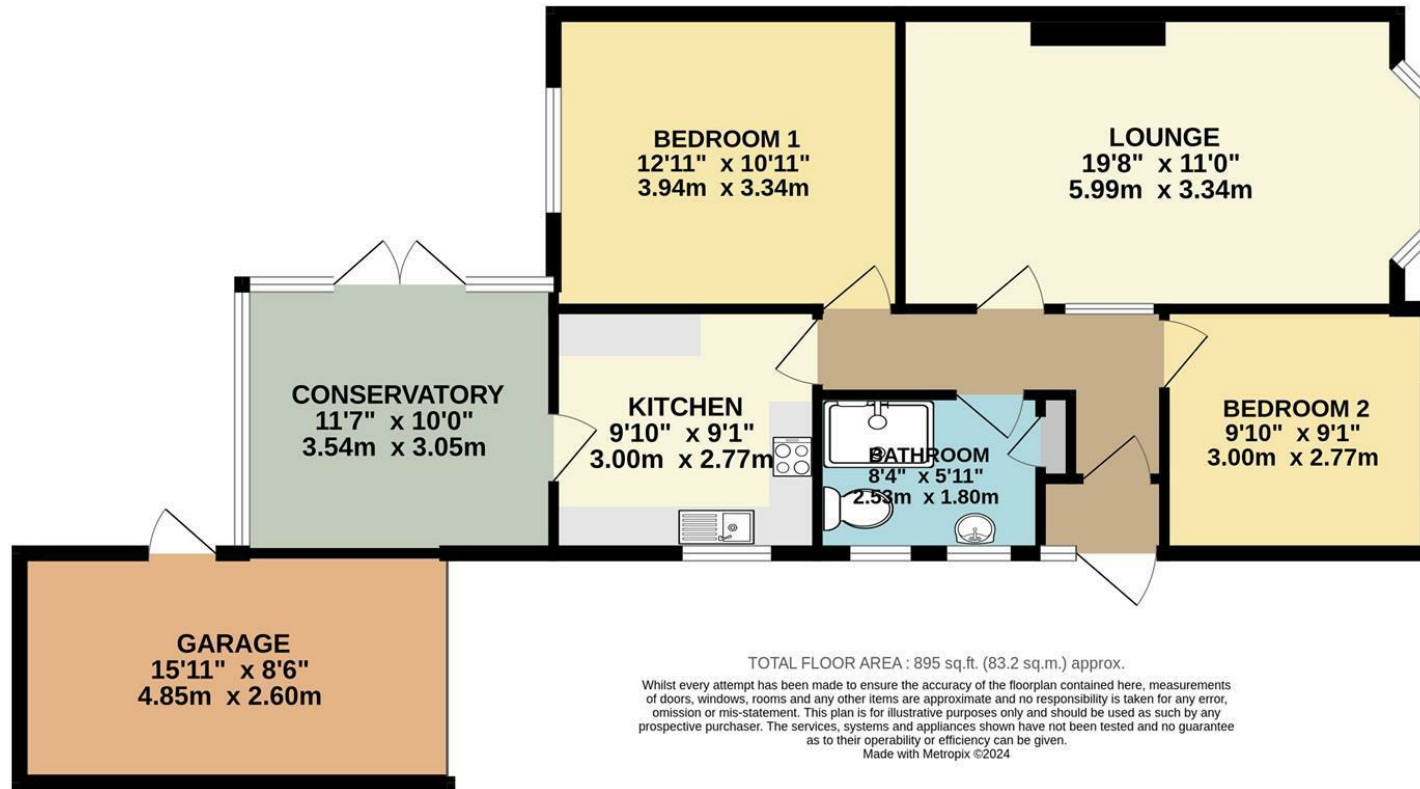 BEDROOM 1
12'11" x 10'11"
3.94m x 3.34m
LOUNGE
19'8" x 11'0"
5.99m x 3.34m
CONSERVATORY
11'7" x 10'0"
3.54m x 3.05m
KITCHEN
9'10" x 9'1"
3.00m x 2.77m
BATHROOM
8'4" x 5'11"
2.53m x 1.80m
BEDROOM 2
9'10" x 9'1"
3.00m x 2.77m
GARAGE
15'11" x 8'6"
4.85m x 2.60m
TOTAL FLOOR AREA : 895 sq.ft. (83.2 sq.m.) approx.
Whilst every attempt has been made to ensure the accuracy of the floorplan contained here, measurements
of doors, windows, rooms and any other items are approximate and no responsibility is taken for any error,
omission or mis-statement. This plan is for illustrative purposes only and should be used as such by any
prospective purchaser. The services, systems and appliances shown have not been tested and no guarantee
as to their operability or efficiency can be given.
Made with Metropix ©2024